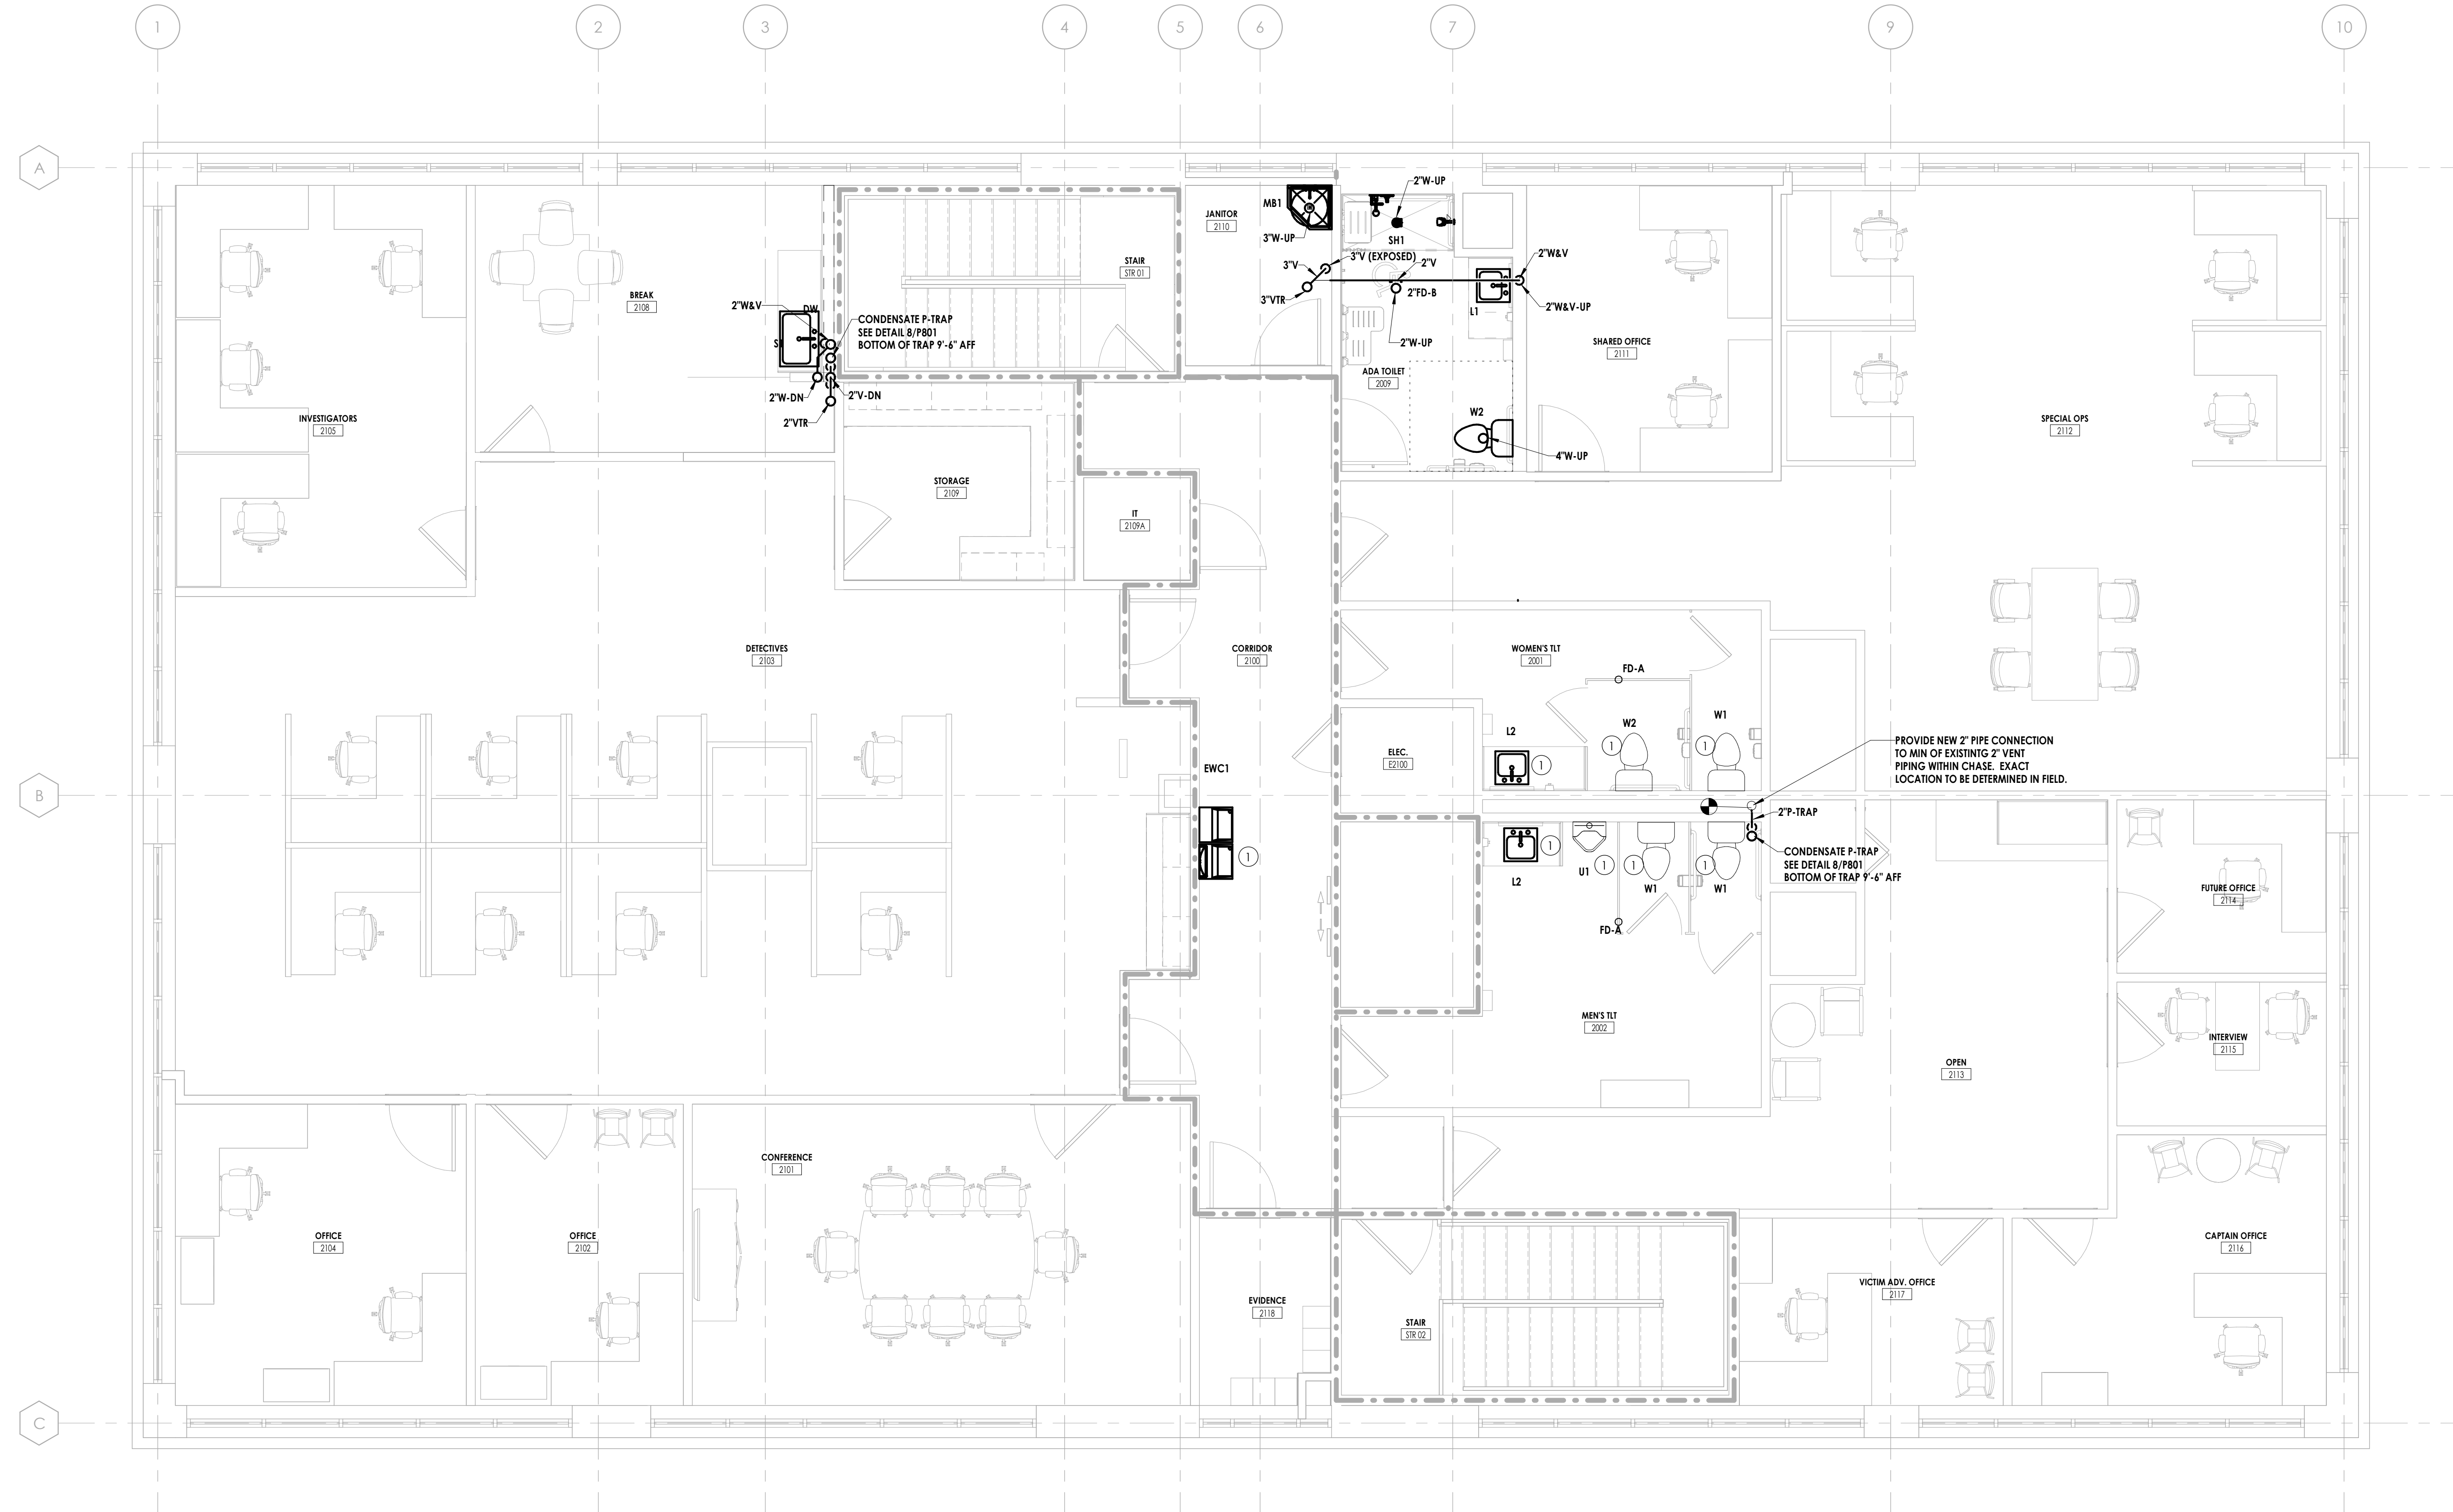 1
2
3
4
5
6
7
9
10
A
B
C
2"W-UP
MB1
JANITOR
2110
3"W-UP
SH1
3"V (EXPOSED)
3"V
2"V
2"W&V
3"VTR
2"FD-B
2"W&V-UP
L1
2"W-UP
STAIR
STR 01
BREAK
2108
2"W&V
DW
CONDENSATE P-TRAP
SEE DETAIL 8/P801
BOTTOM OF TRAP 9'-6" AFF
2"W-DN
2"V-DN
2"VTR
SHARED OFFICE
2111
ADA TOILET
2009
W2
4"W-UP
INVESTIGATORS
2105
SPECIAL OPS
2112
STORAGE
2109
IT
2109A
DETECTIVES
2103
CORRIDOR
2100
WOMEN'S TLT
2001
FD-A
L2
W2
W1
1
1
1
ELEC.
E2100
EWC1
1
PROVIDE NEW 2" PIPE CONNECTION
TO MIN OF EXISTINTG 2" VENT
PIPING WITHIN CHASE. EXACT
LOCATION TO BE DETERMINED IN FIELD.
2"P-TRAP
CONDENSATE P-TRAP
SEE DETAIL 8/P801
BOTTOM OF TRAP 9'-6" AFF
1
1
1
1
L2
U1
W1
W1
FD-A
FUTURE OFFICE
2114
MEN'S TLT
2002
INTERVIEW
2115
OPEN
2113
CONFERENCE
2101
OFFICE
2104
OFFICE
2102
CAPTAIN OFFICE
2116
VICTIM ADV. OFFICE
2117
EVIDENCE
2118
STAIR
STR 02